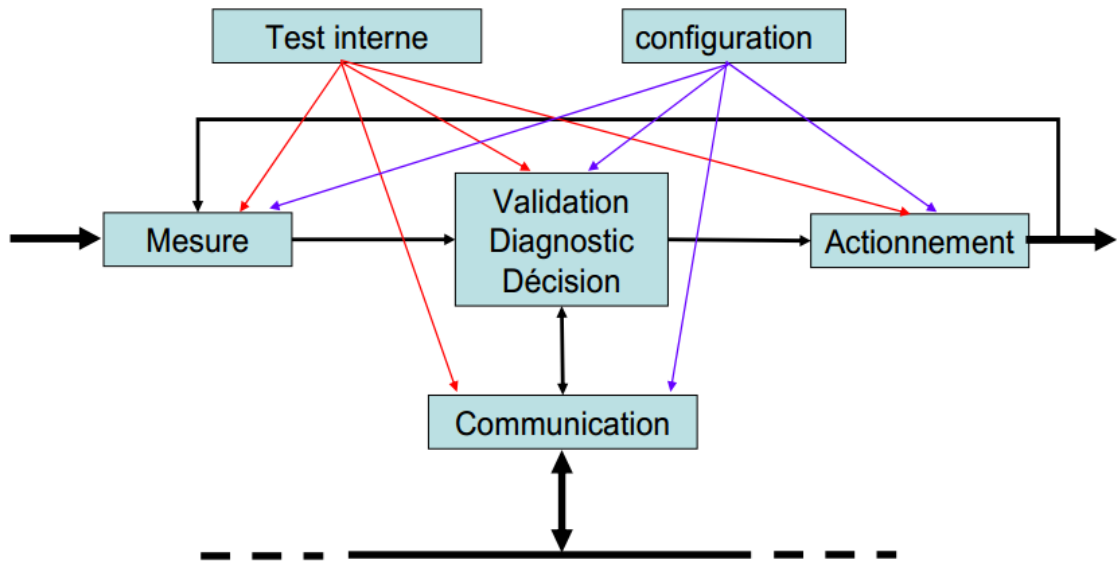 Test interne
configuration
Mesure
Validation
Diagnostic
Décision
Actionnement
Communication